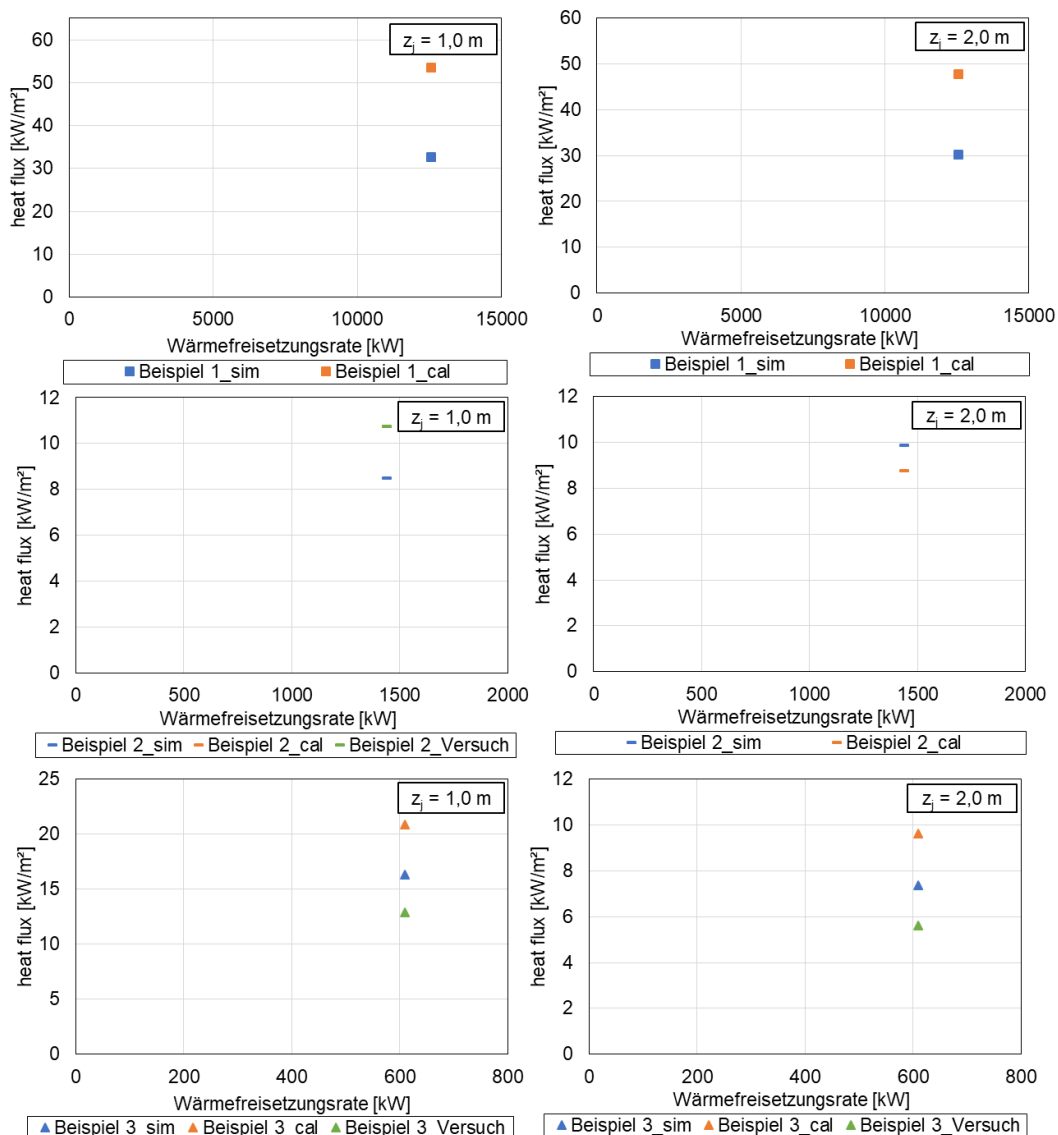 z_j = 1,0 m
heat flux [kW/m²]
60
50
40
30
20
10
0
0 5000 10000 15000
Wärmefreisetzungsrate [kW]
Beispiel 1_sim Beispiel 1_cal
z_j = 2,0 m
heat flux [kW/m²]
60
50
40
30
20
10
0
0 5000 10000 15000
Wärmefreisetzungsrate [kW]
Beispiel 1_sim Beispiel 1_cal
z_j = 1,0 m
heat flux [kW/m²]
12
10
8
6
4
2
0
0 500 1000 1500 2000
Wärmefreisetzungsrate [kW]
Beispiel 2_sim Beispiel 2_cal Beispiel 2_Versuch
z_j = 2,0 m
heat flux [kW/m²]
12
10
8
6
4
2
0
0 500 1000 1500 2000
Wärmefreisetzungsrate [kW]
Beispiel 2_sim Beispiel 2_cal
z_j = 1,0 m
heat flux [kW/m²]
25
20
15
10
5
0
0 200 400 600 800
Wärmefreisetzungsrate [kW]
Beispiel 3_sim Beispiel 3_cal Beispiel 3_Versuch
z_j = 2,0 m
heat flux [kW/m²]
12
10
8
6
4
2
0
0 200 400 600 800
Wärmefreisetzungsrate [kW]
Beispiel 3_sim Beispiel 3_cal Beispiel 3_Versuch